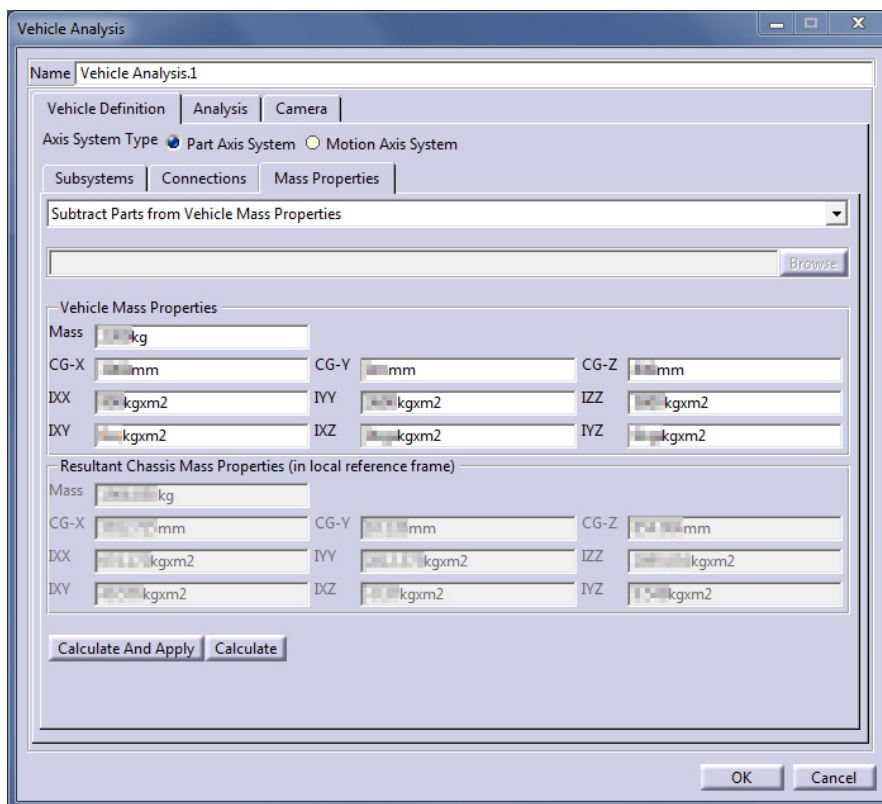 Vehicle Analysis
Name Vehicle Analysis.1
Vehicle Definition Analysis Camera
Axis System Type Part Axis System Motion Axis System
Subsystems Connections Mass Properties
Subtract Parts from Vehicle Mass Properties
Browse
Vehicle Mass Properties
Mass kg
CG-X mm CG-Y mm CG-Z mm
IXX kgxm2 IYY kgxm2 IZZ kgxm2
IXY kgxm2 IXZ kgxm2 IYZ kgxm2
Resultant Chassis Mass Properties (in local reference frame)
Mass kg
CG-X mm CG-Y mm CG-Z mm
IXX kgxm2 IYY kgxm2 IZZ kgxm2
IXY kgxm2 IXZ kgxm2 IYZ kgxm2
Calculate And Apply Calculate
OK Cancel